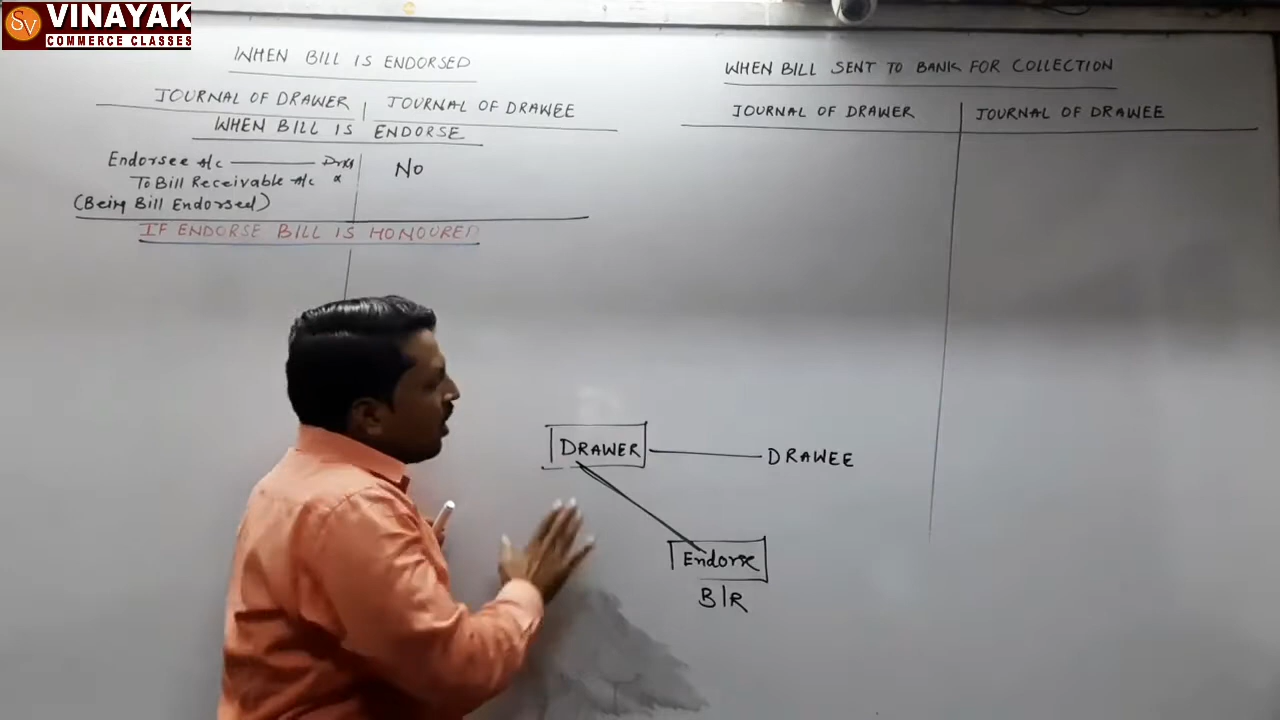 SV VINAYAK
COMMERCE CLASSES
WHEN BILL IS ENDORSED
JOURNAL OF DRAWER JOURNAL OF DRAWEE
WHEN BILL IS ENDORSE
Endorsee A/c Dr
No
To Bill Receivable A/c
(Being Bill Endorsed)
IF ENDORSE BILL IS HONOURED
WHEN BILL SENT TO BANK FOR COLLECTION
JOURNAL OF DRAWER JOURNAL OF DRAWEE
DRAWER DRAWEE
Endorse
B/R